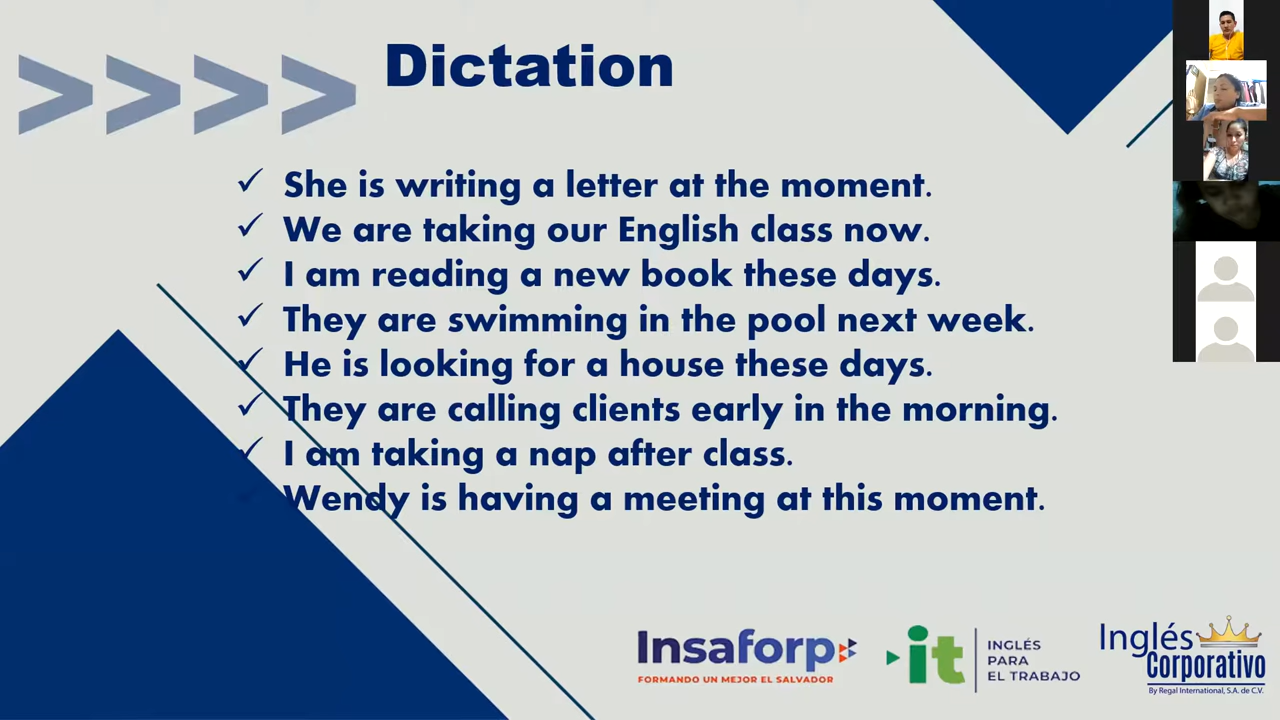 Dictation
She is writing a letter at the moment.
We are taking our English class now.
I am reading a new book these days.
They are swimming in the pool next week.
He is looking for a house these days.
They are calling clients early in the morning.
I am taking a nap after class.
Wendy is having a meeting at this moment.
Insaforp
FORMANDO UN MEJOR EL SALVADOR
it
INGLÉS
PARA
EL TRABAJO
Inglés
Corporativo
By Regal International, S.A. de C.V.